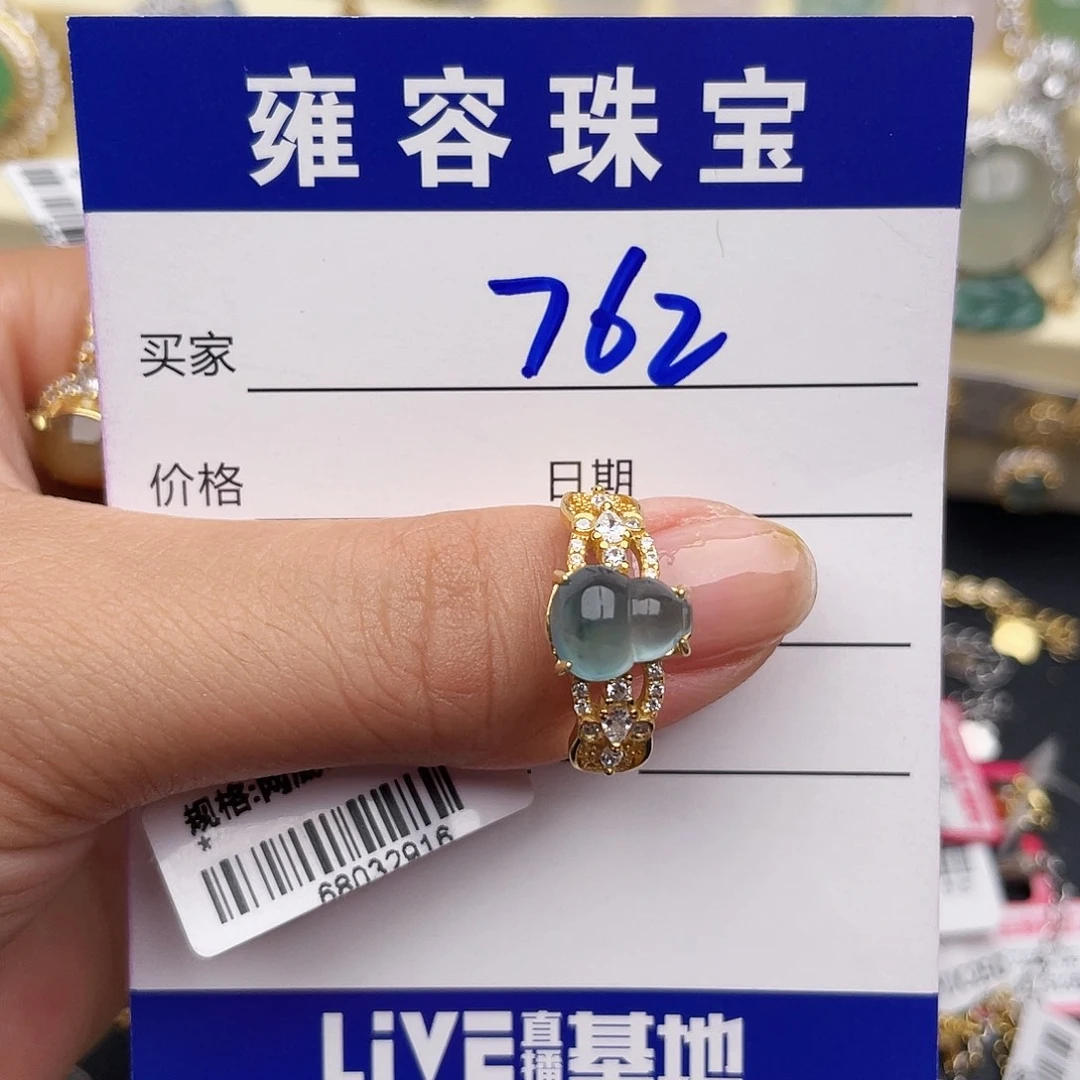 雍容珠宝
买家 762
价格 日期
规格:
*
68032916
LiVE直播基地